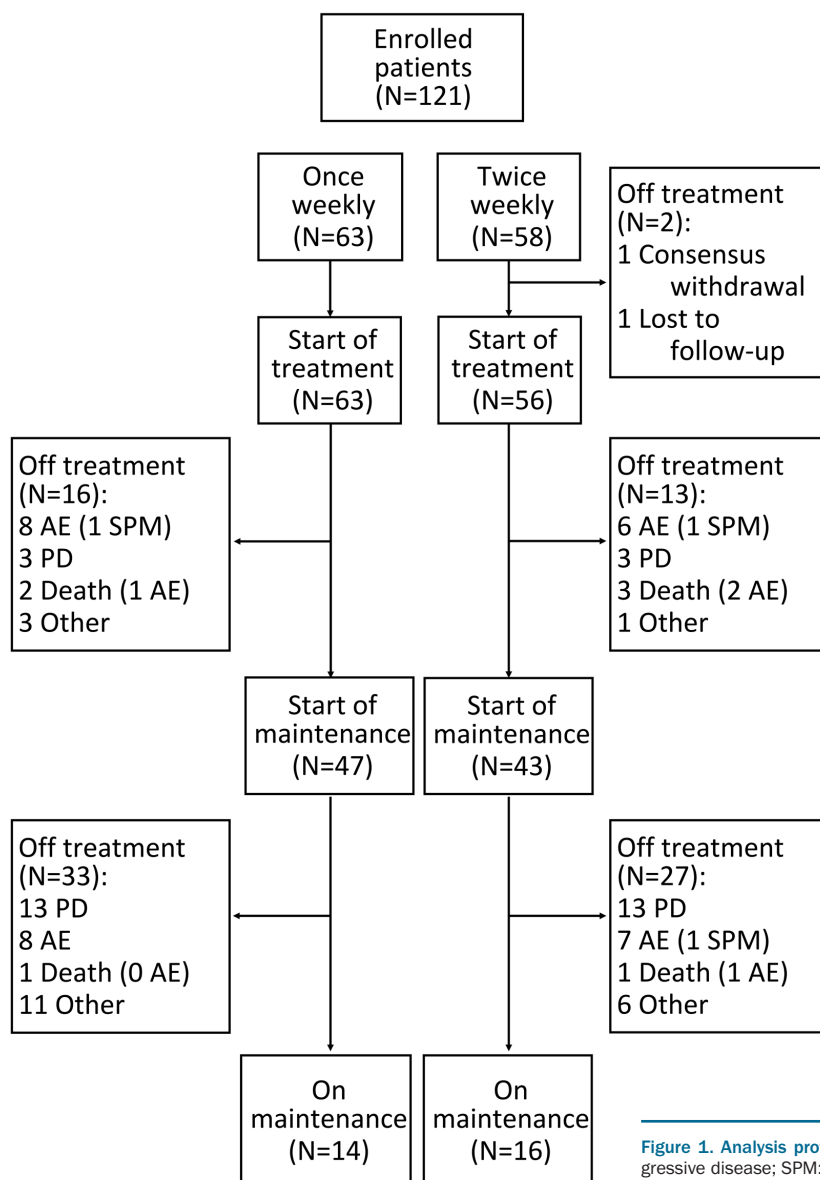 Enrolled
patients
(N=121)
Once
weekly
(N=63)
Twice
weekly
(N=58)
Off treatment
(N=2):
1 Consensus
withdrawal
1 Lost to
follow-up
Start of
treatment
(N=63)
Start of
treatment
(N=56)
Off treatment
(N=16):
8 AE (1 SPM)
3 PD
2 Death (1 AE)
3 Other
Off treatment
(N=13):
6 AE (1 SPM)
3 PD
3 Death (2 AE)
1 Other
Start of
maintenance
(N=47)
Start of
maintenance
(N=43)
Off treatment
(N=33):
13 PD
8 AE
1 Death (0 AE)
11 Other
Off treatment
(N=27):
13 PD
7 AE (1 SPM)
1 Death (1 AE)
6 Other
On
maintenance
(N=14)
On
maintenance
(N=16)
Figure 1. Analysis pro
gressive disease; SPM: